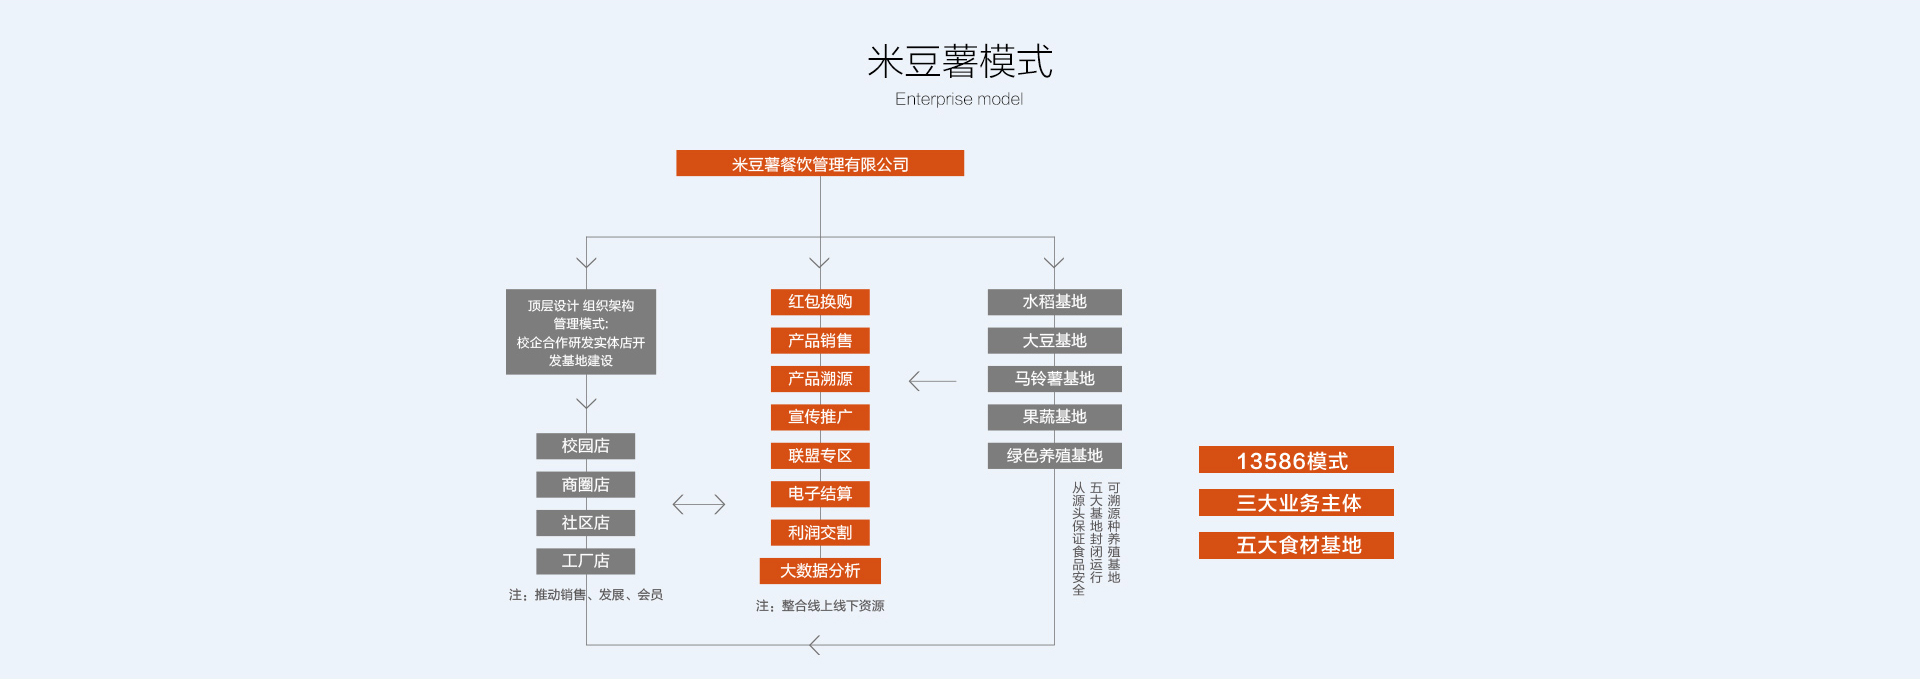 米豆薯模式
Enterprise model
米豆薯餐饮管理有限公司
顶层设计 组织架构
管理模式:
校企合作研发实体店开
发基地建设
校园店
商圈店
社区店
工厂店
注：推动销售、发展、会员
红包换购
产品销售
产品溯源
宣传推广
联盟专区
电子结算
利润交割
大数据分析
注：整合线上线下资源
水稻基地
大豆基地
马铃薯基地
果蔬基地
绿色养殖基地
可溯源种养殖基地
五大基地封闭运行
从源头保证食品安全
13586模式
三大业务主体
五大食材基地